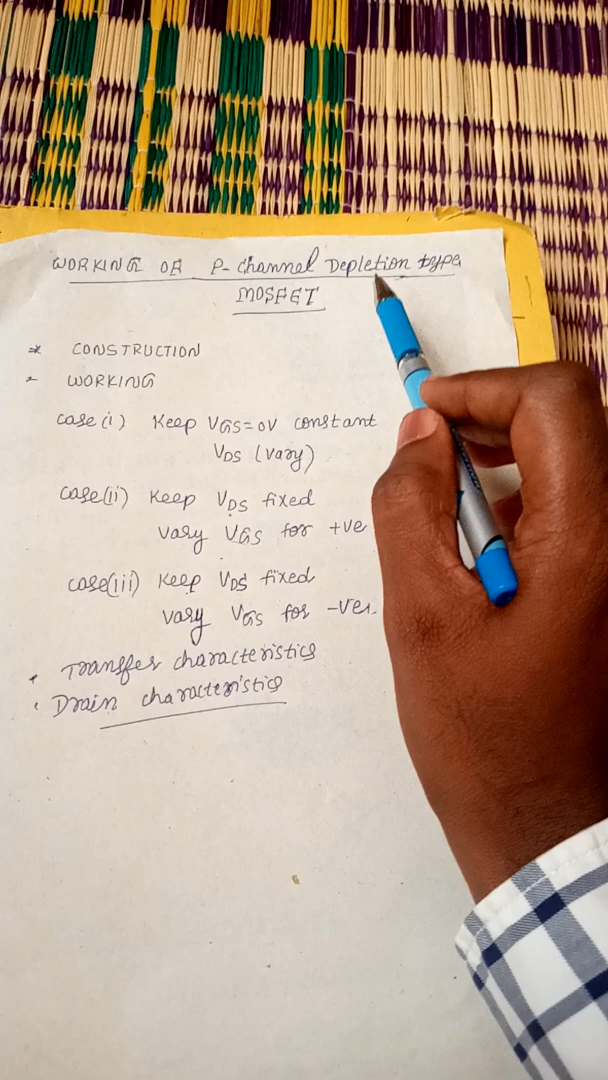 WORKING OF P-channel Depletion type
MOSFET
* CONSTRUCTION
- WORKING
case(i) Keep VGS=0V constant
VDS (vary)
case(ii) Keep VDS fixed
vary VGS for +ve
case(iii) Keep VDS fixed
vary VGS for -ve.
• Transfer characteristics
• Drain characteristics